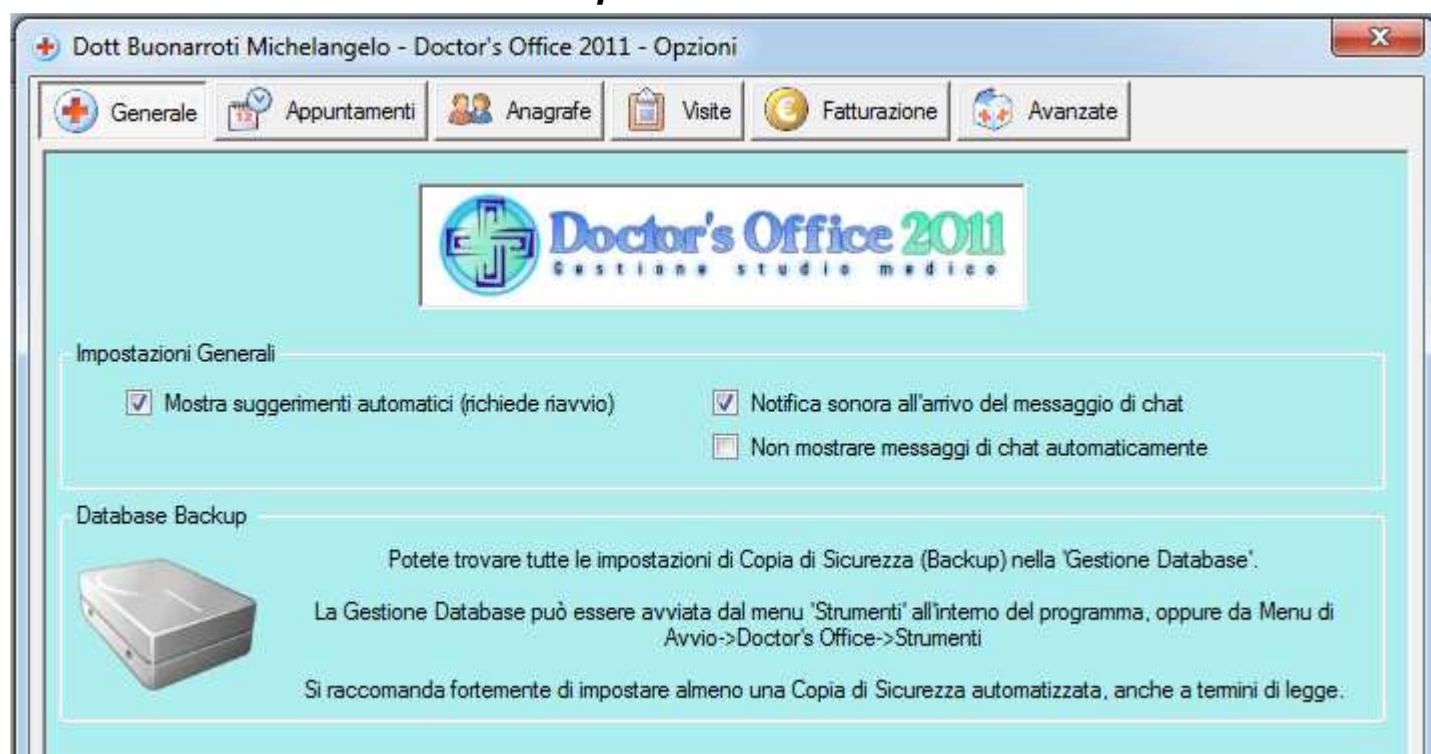 Dott Buonarroti Michelangelo - Doctor's Office 2011 - Opzioni
Generale Appuntamenti Anagrafe Visite Fatturazione Avanzate
Doctor's Office 2011
Gestione studio medico
Impostazioni Generali
Mostra suggerimenti automatici (richiede riavvio) Notifica sonora all'arrivo del messaggio di chat
Non mostrare messaggi di chat automaticamente
Database Backup
Potete trovare tutte le impostazioni di Copia di Sicurezza (Backup) nella 'Gestione Database'.
La Gestione Database può essere avviata dal menu 'Strumenti' all'interno del programma, oppure da Menu di
Avvio->Doctor's Office->Strumenti
Si raccomanda fortemente di impostare almeno una Copia di Sicurezza automatizzata, anche a termini di legge.